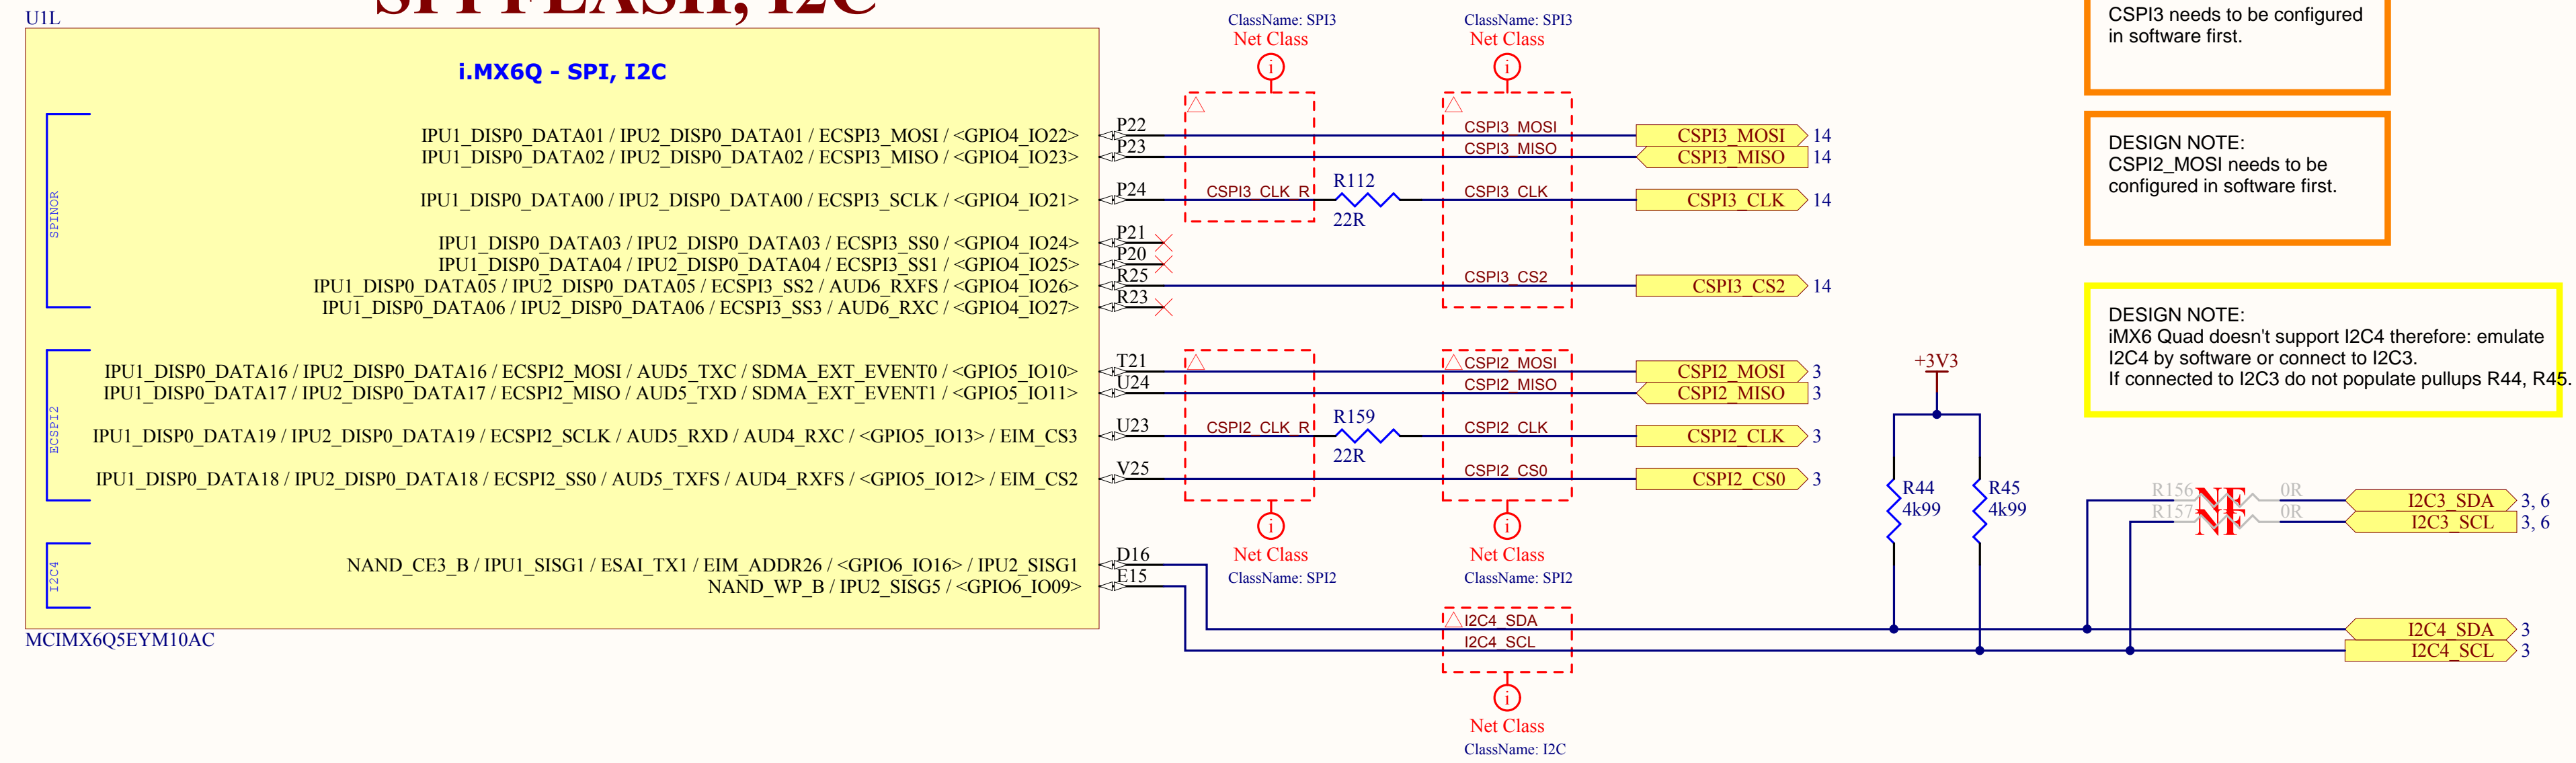 SPI FLASH, I2C
U1L
i.MX6Q - SPI, I2C
SPINOR
IPU1_DISP0_DATA01 / IPU2_DISP0_DATA01 / ECSPI3_MOSI / <GPIO4_IO22>
IPU1_DISP0_DATA02 / IPU2_DISP0_DATA02 / ECSPI3_MISO / <GPIO4_IO23>
IPU1_DISP0_DATA00 / IPU2_DISP0_DATA00 / ECSPI3_SCLK / <GPIO4_IO21>
IPU1_DISP0_DATA03 / IPU2_DISP0_DATA03 / ECSPI3_SS0 / <GPIO4_IO24>
IPU1_DISP0_DATA04 / IPU2_DISP0_DATA04 / ECSPI3_SS1 / <GPIO4_IO25>
IPU1_DISP0_DATA05 / IPU2_DISP0_DATA05 / ECSPI3_SS2 / AUD6_RXFS / <GPIO4_IO26>
IPU1_DISP0_DATA06 / IPU2_DISP0_DATA06 / ECSPI3_SS3 / AUD6_RXC / <GPIO4_IO27>
ECSPI2
IPU1_DISP0_DATA16 / IPU2_DISP0_DATA16 / ECSPI2_MOSI / AUD5_TXC / SDMA_EXT_EVENT0 / <GPIO5_IO10>
IPU1_DISP0_DATA17 / IPU2_DISP0_DATA17 / ECSPI2_MISO / AUD5_TXD / SDMA_EXT_EVENT1 / <GPIO5_IO11>
IPU1_DISP0_DATA19 / IPU2_DISP0_DATA19 / ECSPI2_SCLK / AUD5_RXD / AUD4_RXC / <GPIO5_IO13> / EIM_CS3
IPU1_DISP0_DATA18 / IPU2_DISP0_DATA18 / ECSPI2_SS0 / AUD5_TXFS / AUD4_RXFS / <GPIO5_IO12> / EIM_CS2
I2C4
NAND_CE3_B / IPU1_SISG1 / ESAI_TX1 / EIM_ADDR26 / <GPIO6_IO16> / IPU2_SISG1
NAND_WP_B / IPU2_SISG5 / <GPIO6_IO09>
MCIMX6Q5EYM10AC
P22
P23
P24
P21
P20
R25
R23
T21
U24
U23
V25
D16
E15
ClassName: SPI3
Net Class
i
CSPI3_CLK_R
R112
22R
ClassName: SPI3
Net Class
i
CSPI3_MOSI
CSPI3_MISO
CSPI3_CLK
CSPI3_CS2
CSPI3_MOSI 14
CSPI3_MISO 14
CSPI3_CLK 14
CSPI3_CS2 14
CSPI2_CLK_R
R159
22R
i
Net Class
ClassName: SPI2
CSPI2_MOSI
CSPI2_MISO
CSPI2_CLK
CSPI2_CS0
i
Net Class
ClassName: SPI2
CSPI2_MOSI 3
CSPI2_MISO 3
CSPI2_CLK 3
CSPI2_CS0 3
I2C4_SDA
I2C4_SCL
i
Net Class
ClassName: I2C
+3V3
R44
4k99
R45
4k99
CSPI3 needs to be configured
in software first.
DESIGN NOTE:
CSPI2_MOSI needs to be
configured in software first.
DESIGN NOTE:
iMX6 Quad doesn't support I2C4 therefore: emulate
I2C4 by software or connect to I2C3.
If connected to I2C3 do not populate pullups R44, R45.
R156 NF 0R
R157 NF 0R
I2C3_SDA 3, 6
I2C3_SCL 3, 6
I2C4_SDA 3
I2C4_SCL 3